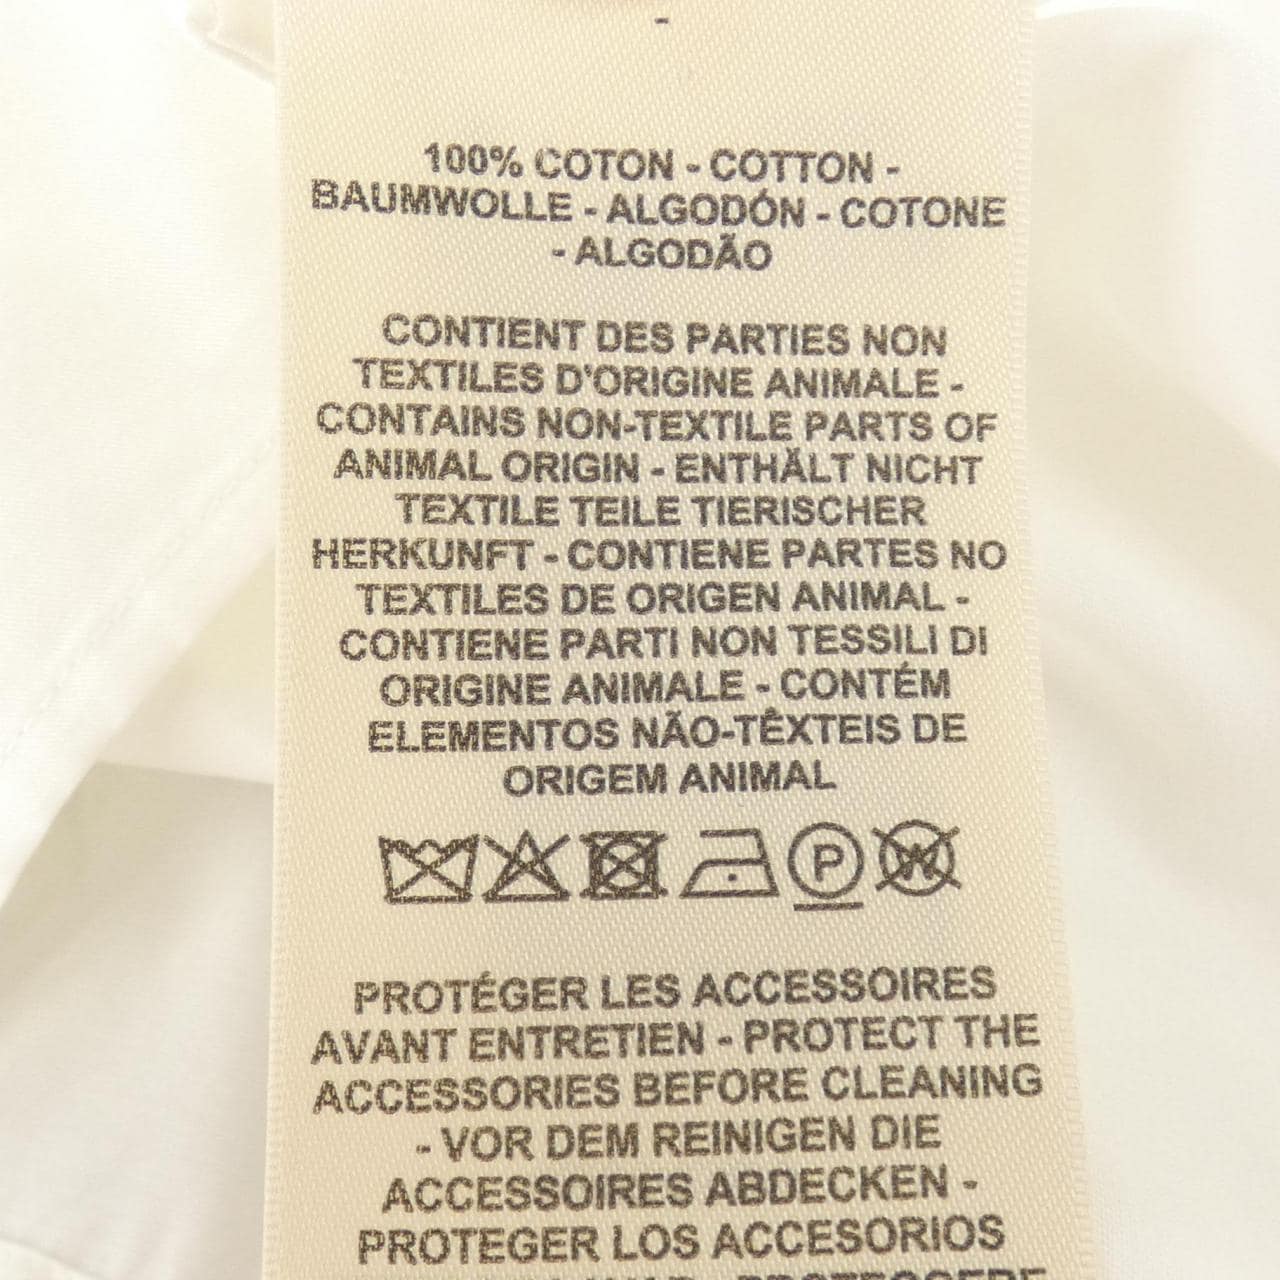 100% COTON - COTTON -
BAUMWOLLE - ALGODÓN - COTONE
- ALGODÃO
CONTIENT DES PARTIES NON
TEXTILES D'ORIGINE ANIMALE -
CONTAINS NON-TEXTILE PARTS OF
ANIMAL ORIGIN - ENTHÄLT NICHT
TEXTILE TEILE TIERISCHER
HERKUNFT - CONTIENE PARTES NO
TEXTILES DE ORIGEN ANIMAL -
CONTIENE PARTI NON TESSILI DI
ORIGINE ANIMALE - CONTÉM
ELEMENTOS NÃO-TÊXTEIS DE
ORIGEM ANIMAL
P W
PROTÉGER LES ACCESSOIRES
AVANT ENTRETIEN - PROTECT THE
ACCESSORIES BEFORE CLEANING
- VOR DEM REINIGEN DIE
ACCESSOIRES ABDECKEN -
PROTEGER LOS ACCESORIOS